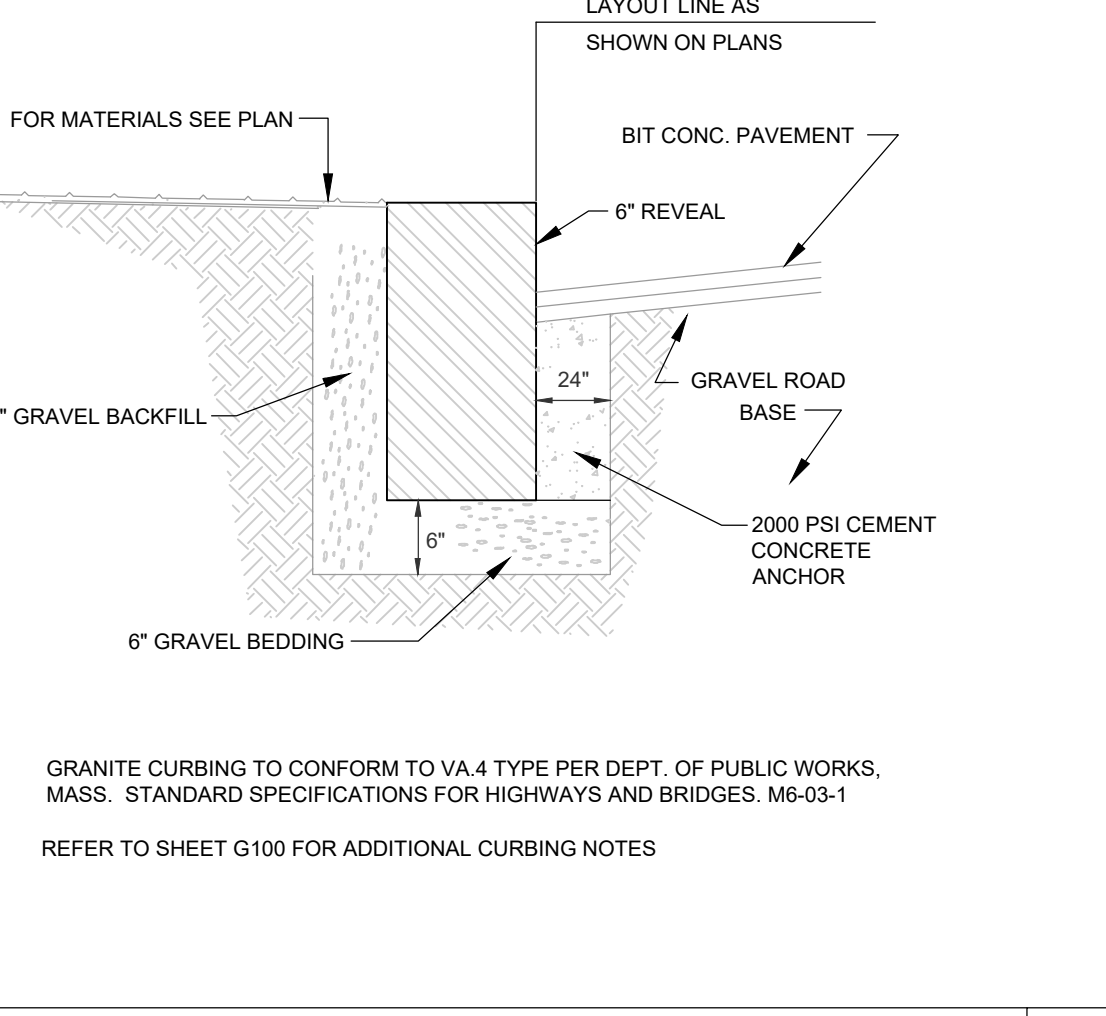 LAYOUT LINE AS
SHOWN ON PLANS
FOR MATERIALS SEE PLAN
BIT CONC. PAVEMENT
6" REVEAL
24"
GRAVEL ROAD
BASE
" GRAVEL BACKFILL
2000 PSI CEMENT
CONCRETE
ANCHOR
6"
6" GRAVEL BEDDING
GRANITE CURBING TO CONFORM TO VA.4 TYPE PER DEPT. OF PUBLIC WORKS,
MASS. STANDARD SPECIFICATIONS FOR HIGHWAYS AND BRIDGES. M6-03-1
REFER TO SHEET G100 FOR ADDITIONAL CURBING NOTES